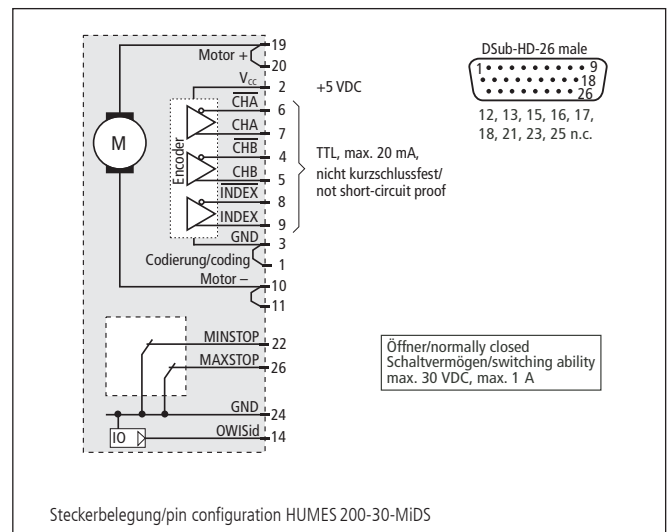 19
Motor +
20
V_CC 2 +5 VDC
C̅H̅A̅ 6
CHA 7
C̅H̅B̅ 4
CHB 5
I̅N̅D̅E̅X̅ 8
INDEX 9
GND 3
Codierung/coding 1
Motor – 10
11
M
Encoder
TTL, max. 20 mA,
nicht kurzschlussfest/
not short-circuit proof
MINSTOP 22
MAXSTOP 26
GND 24
IO OWISid 14
DSub-HD-26 male
1 9
18
26
12, 13, 15, 16, 17,
18, 21, 23, 25 n.c.
Öffner/normally closed
Schaltvermögen/switching ability
max. 30 VDC, max. 1 A
Steckerbelegung/pin configuration HUMES 200-30-MiDS